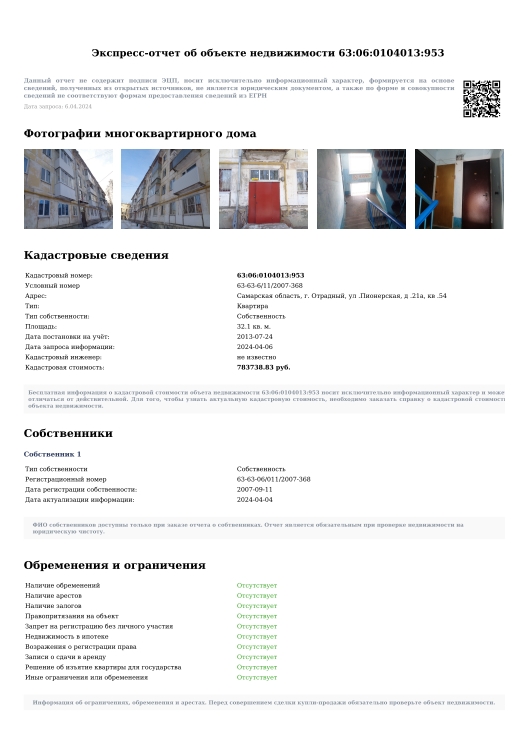 Экспресс-отчет об объекте недвижимости 63:06:0104013:953
Данный отчет не содержит подписи ЭЦП, носит исключительно информационный характер, формируется на основе
сведений, полученных из открытых источников, не является юридическим документом, а также по форме и совокупности
сведений не соответствуют формам предоставления сведений из ЕГРН
Дата запроса: 6.04.2024
Фотографии многоквартирного дома
Кадастровые сведения
Кадастровый номер: 63:06:0104013:953
Условный номер 63-63-6/11/2007-368
Адрес: Самарская область, г. Отрадный, ул .Пионерская, д .21а, кв .54
Тип: Квартира
Тип собственности: Собственность
Площадь: 32.1 кв. м.
Дата постановки на учёт: 2013-07-24
Дата запроса информации: 2024-04-06
Кадастровый инженер: не известно
Кадастровая стоимость: 783738.83 руб.
Бесплатная информация о кадастровой стоимости объета недвижимости 63:06:0104013:953 носит исключительно информационный характер и може
отличаться от действительной. Для того, чтобы узнать актуальную кадастровую стоимость, необходимо заказать справку о кадастровой стоимост
объекта недвижимости.
Собственники
Собственник 1
Тип собственности Собственность
Регистрационный номер 63-63-06/011/2007-368
Дата регистрации собственности: 2007-09-11
Дата актуализации информации: 2024-04-04
ФИО собственников доступны только при заказе отчета о собственниках. Отчет является обязательным при проверке недвижимости на
юридическую чистоту.
Обременения и ограничения
Наличие обременений Отсутствует
Наличие арестов Отсутствует
Наличие залогов Отсутствует
Правопритязания на объект Отсутствует
Запрет на регистрацию без личного участия Отсутствует
Недвижимость в ипотеке Отсутствует
Возражения о регистрации права Отсутствует
Записи о сдачи в аренду Отсутствует
Решение об изъятие квартиры для государства Отсутствует
Иные ограничения или обременения Отсутствует
Информация об ограничениях, обременения и арестах. Перед совершением сделки купли-продажи обязательно проверьте объект недвижимости.